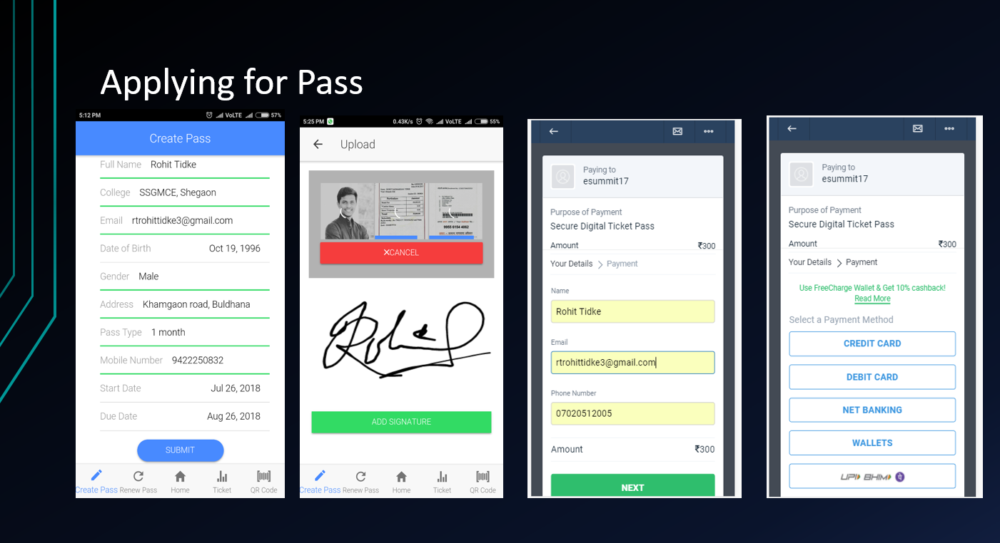 Applying for Pass
5:12 PM
VoLTE
57%
Create Pass
Full Name Rohit Tidke
College SSGMCE, Shegaon
Email rtrohittidke3@gmail.com
Date of Birth Oct 19, 1996
Gender Male
Address Khamgaon road, Buldhana
Pass Type 1 month
Mobile Number 9422250832
Start Date Jul 26, 2018
Due Date Aug 26, 2018
SUBMIT
Create Pass Renew Pass Home Ticket QR Code
5:25 PM
0.43K/s
VoLTE
55%
Upload
Particulars Amount
Total
9955 6154 4062
CANCEL
ADD SIGNATURE
Create Pass Renew Pass Home Ticket QR Code
Paying to
esummit17
Purpose of Payment
Secure Digital Ticket Pass
Amount ₹300
Your Details > Payment
Name
Rohit Tidke
Email
rtrohittidke3@gmail.com
Phone Number
07020512005
Amount ₹300
NEXT
Paying to
esummit17
Purpose of Payment
Secure Digital Ticket Pass
Amount ₹300
Your Details > Payment
Use FreeCharge Wallet & Get 10% cashback!
Read More
Select a Payment Method
CREDIT CARD
DEBIT CARD
NET BANKING
WALLETS
UPI BHIM